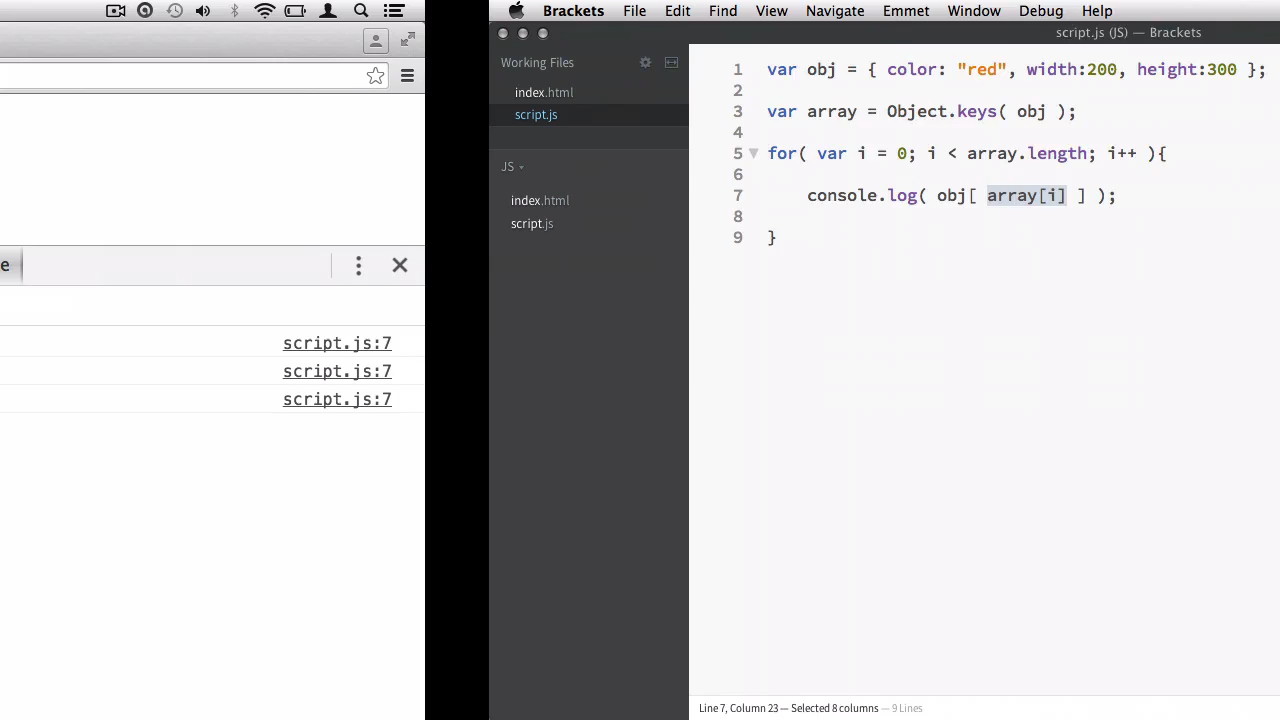 Brackets File Edit Find View Navigate Emmet Window Debug Help
script.js (JS) — Brackets
Working Files
index.html
script.js
JS
index.html
script.js
1 var obj = { color: "red", width:200, height:300 };
2
3 var array = Object.keys( obj );
4
5 for( var i = 0; i < array.length; i++ ){
6
7 console.log( obj[ array[i] ] );
8
9 }
e
script.js:7
script.js:7
script.js:7
Line 7, Column 23 — Selected 8 columns — 9 Lines